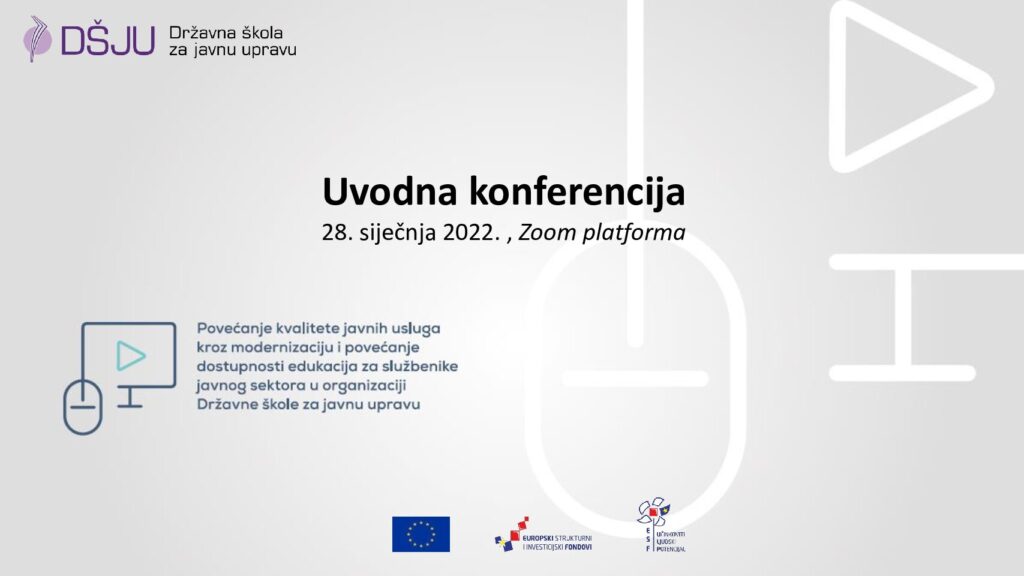 DŠJU
Državna škola
za javnu upravu
Uvodna konferencija
28. siječnja 2022. , Zoom platforma
Povećanje kvalitete javnih usluga
kroz modernizaciju i povećanje
dostupnosti edukacija za službenike
javnog sektora u organizaciji
Državne škole za javnu upravu
EUROPSKI STRUKTURNI
I INVESTICIJSKI FONDOVI
ESF
UČINKOVITI
LJUDSKI
POTENCIJALI